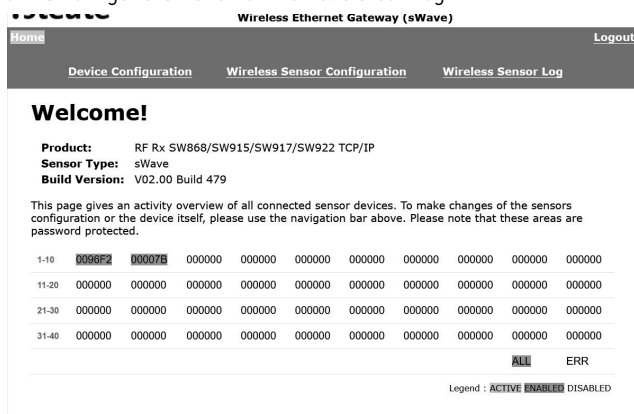 Wireless Ethernet Gateway (sWave)
Home Logout
Device Configuration Wireless Sensor Configuration Wireless Sensor Log
Welcome!
Product: RF Rx SW868/SW915/SW917/SW922 TCP/IP
Sensor Type: sWave
Build Version: V02.00 Build 479
This page gives an activity overview of all connected sensor devices. To make changes of the sensors
configuration or the device itself, please use the navigation bar above. Please note that these areas are
password protected.
1-10 0096F2 00007B 000000 000000 000000 000000 000000 000000 000000 000000
11-20 000000 000000 000000 000000 000000 000000 000000 000000 000000 000000
21-30 000000 000000 000000 000000 000000 000000 000000 000000 000000 000000
31-40 000000 000000 000000 000000 000000 000000 000000 000000 000000 000000
ALL ERR
Legend : ACTIVE ENABLED DISABLED